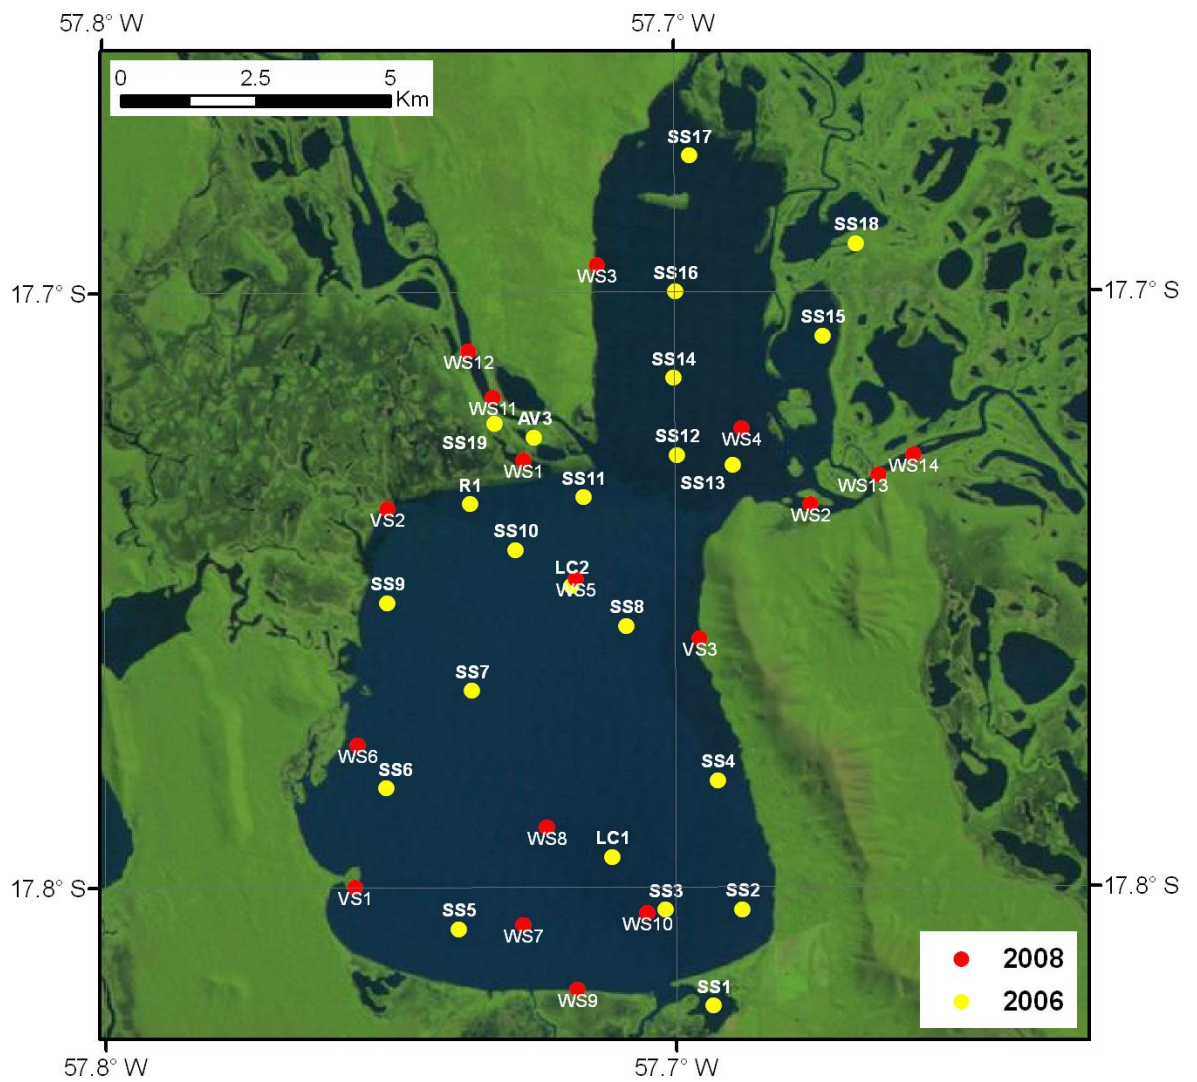 57.8° W 57.7° W
0 2.5 5
Km
SS17
SS18
WS3 SS16
17.7° S 17.7° S
SS15
WS12 SS14
WS11
AV3
SS19 SS12 WS4
WS1 SS13 WS13 WS14
R1 SS11
VS2 WS2
SS10
LC2
SS9 WS5
SS8
VS3
SS7
WS6
SS6 SS4
WS8 LC1
17.8° S 17.8° S
VS1
SS5 SS3 SS2
WS7 WS10
2008
SS1
WS9 2006
57.8° W 57.7° W